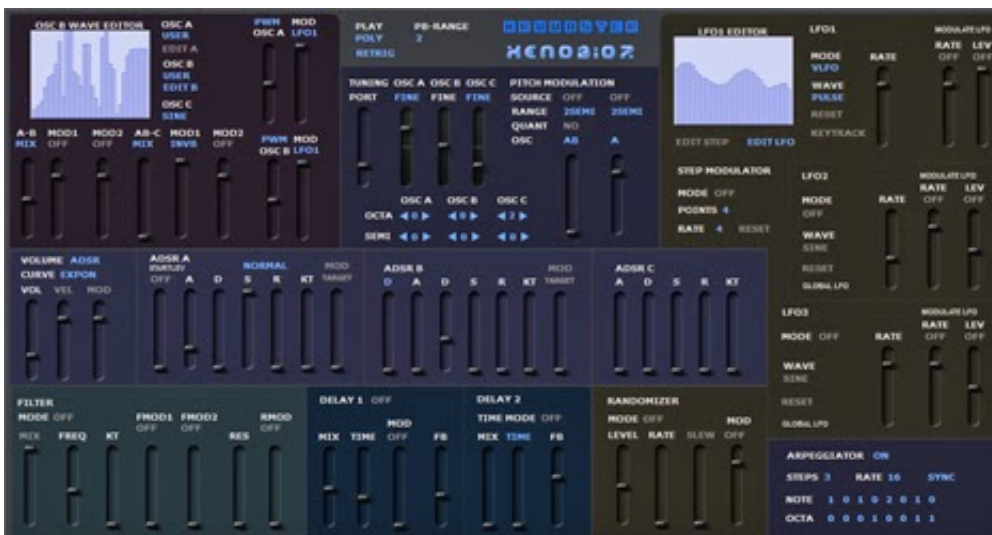 OSC B WAVE EDITOR
OSC A
USER
EDIT A
OSC B
USER
EDIT B
OSC C
SINE
PWM MOD
OSC A LFO1
A-B MOD1 MOD2 AB-C MOD1 MOD2
MIX OFF OFF MIX INVB OFF
PWM MOD
OSC B LFO1
PLAY PB-RANGE
POLY 2
RETRIG
XENOBIOZ
TUNING OSC A OSC B OSC C
PORT FINE FINE FINE
OSC A OSC B OSC C
OCTA 0 0 2
SEMI 0 0 0
PITCH MODULATION
SOURCE OFF OFF
RANGE 2SEMI 2SEMI
QUANT NO
OSC AB A
LFO1 EDITOR
EDIT STEP EDIT LFO
LFO1
MODE
VLFO
WAVE
PULSE
RESET
KEYTRACK
RATE
MODULATE LFO
RATE LEV
OFF OFF
STEP MODULATOR
MODE OFF
POINTS 4
RATE 4 RESET
LFO2
MODE
OFF
WAVE
SINE
RESET
GLOBAL LFO
RATE
MODULATE LFO
RATE LEV
OFF OFF
VOLUME ADSR
CURVE EXPON
VOL VEL MOD
ADSR A
STARTLEV
OFF A D S R KT
NORMAL
MOD
TARGET
ADSR B
D A D S R KT
MOD
TARGET
ADSR C
A D S R KT
LFO3
MODE OFF
WAVE
SINE
RESET
GLOBAL LFO
RATE
MODULATE LFO
RATE LEV
OFF OFF
FILTER
MODE OFF
MIX FREQ KT
FMOD1 FMOD2
OFF OFF
RES
RMOD
OFF
DELAY 1 OFF
MIX TIME
MOD
OFF
FB
DELAY 2
TIME MODE OFF
MIX TIME FB
RANDOMIZER
MODE OFF MOD
LEVEL RATE SLEW OFF
ARPEGGIATOR ON
STEPS 3 RATE 16 SYNC
NOTE 1 0 1 0 2 0 1 0
OCTA 0 0 0 1 0 0 1 1